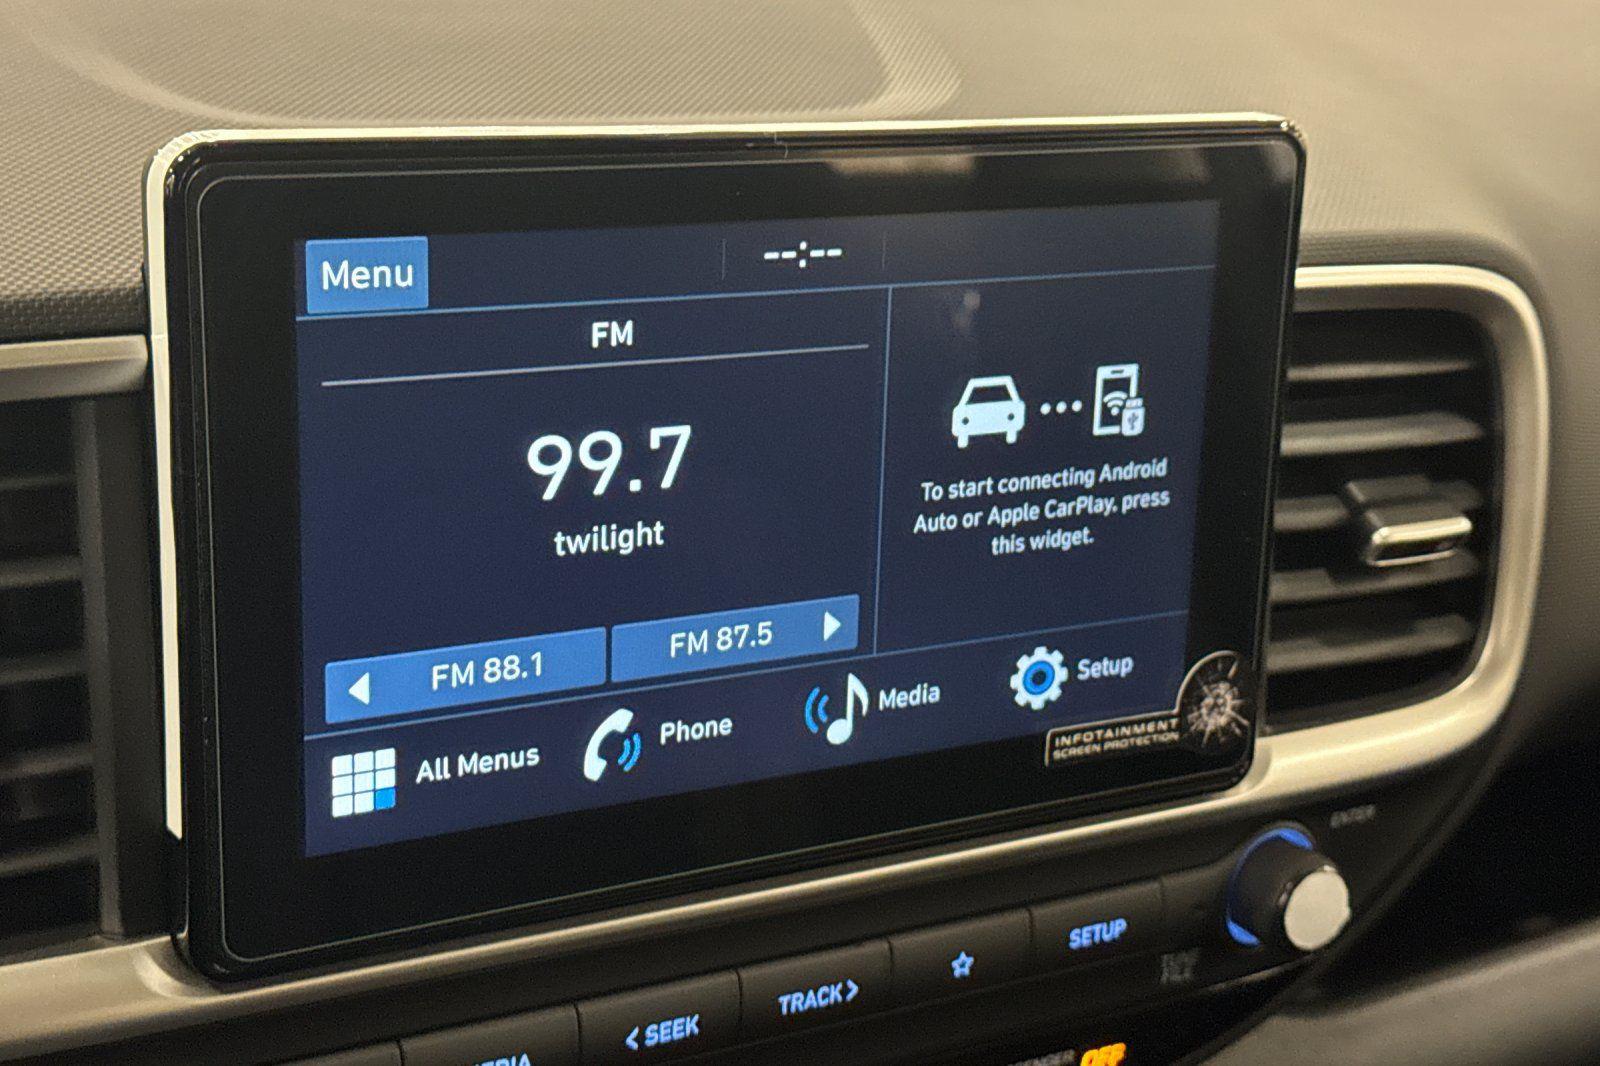 Menu
--:--
FM
99.7
twilight
FM 88.1
FM 87.5
To start connecting Android
Auto or Apple CarPlay, press
this widget.
All Menus
Phone
Media
Setup
INFOTAINMENT
SCREEN PROTECTION
ENTER
SETUP
TRACK >
< SEEK
OFF